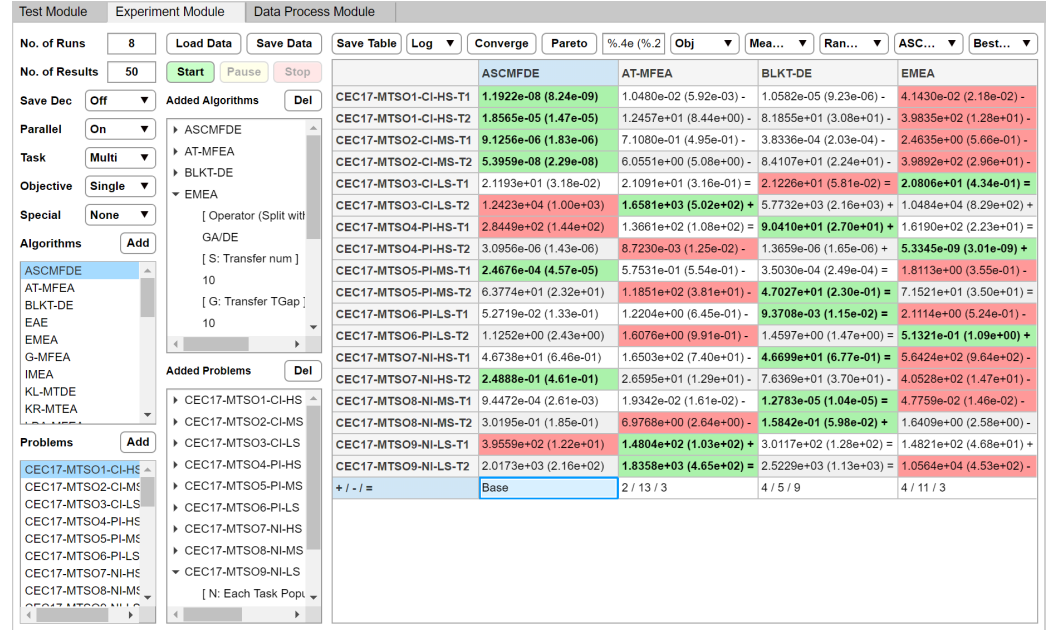 Test Module Experiment Module Data Process Module
No. of Runs 8 Load Data Save Data Save Table Log ▼ Converge Pareto %.4e (%.2 Obj ▼ Mea... ▼ Ran... ▼ ASC... ▼ Best... ▼
No. of Results 50 Start Pause Stop
Save Dec Off ▼ Added Algorithms Del
Parallel On ▼
Task Multi ▼
Objective Single ▼
Special None ▼
Algorithms Add
ASCMFDE
AT-MFEA
BLKT-DE
EAE
EMEA
G-MFEA
IMEA
KL-MTDE
KR-MTEA
Problems Add
CEC17-MTSO1-CI-HS
CEC17-MTSO2-CI-MS
CEC17-MTSO3-CI-LS
CEC17-MTSO4-PI-HS
CEC17-MTSO5-PI-MS
CEC17-MTSO6-PI-LS
CEC17-MTSO7-NI-HS
CEC17-MTSO8-NI-MS
ASCMFDE
AT-MFEA
BLKT-DE
EMEA
[ Operator (Split with
GA/DE
[ S: Transfer num ]
10
[ G: Transfer TGap ]
10
Added Problems Del
CEC17-MTSO1-CI-HS
CEC17-MTSO2-CI-MS
CEC17-MTSO3-CI-LS
CEC17-MTSO4-PI-HS
CEC17-MTSO5-PI-MS
CEC17-MTSO6-PI-LS
CEC17-MTSO7-NI-HS
CEC17-MTSO8-NI-MS
CEC17-MTSO9-NI-LS
[ N: Each Task Popu
ASCMFDE AT-MFEA BLKT-DE EMEA
CEC17-MTSO1-CI-HS-T1 1.1922e-08 (8.24e-09) 1.0480e-02 (5.92e-03) - 1.0582e-05 (9.23e-06) - 4.1430e-02 (2.18e-02) -
CEC17-MTSO1-CI-HS-T2 1.8565e-05 (1.47e-05) 1.2457e+01 (8.44e+00) - 8.1855e+01 (3.08e+01) - 3.9835e+02 (1.28e+01) -
CEC17-MTSO2-CI-MS-T1 9.1256e-06 (1.83e-06) 7.1080e-01 (4.95e-01) - 3.8336e-04 (2.03e-04) - 2.4635e+00 (5.66e-01) -
CEC17-MTSO2-CI-MS-T2 5.3959e-08 (2.29e-08) 6.0551e+00 (5.08e+00) - 8.4107e+01 (2.24e+01) - 3.9892e+02 (2.96e+01) -
CEC17-MTSO3-CI-LS-T1 2.1193e+01 (3.18e-02) 2.1091e+01 (3.16e-01) = 2.1226e+01 (5.81e-02) = 2.0806e+01 (4.34e-01) =
CEC17-MTSO3-CI-LS-T2 1.2423e+04 (1.00e+03) 1.6581e+03 (5.02e+02) + 5.7732e+03 (2.16e+03) + 1.0484e+04 (8.29e+02) +
CEC17-MTSO4-PI-HS-T1 2.8449e+02 (1.44e+02) 1.3661e+02 (1.08e+02) = 9.0410e+01 (2.70e+01) + 1.6190e+02 (2.23e+01) =
CEC17-MTSO4-PI-HS-T2 3.0956e-06 (1.43e-06) 8.7230e-03 (1.25e-02) - 1.3659e-06 (1.65e-06) + 5.3345e-09 (3.01e-09) +
CEC17-MTSO5-PI-MS-T1 2.4676e-04 (4.57e-05) 5.7531e-01 (5.54e-01) - 3.5030e-04 (2.49e-04) = 1.8113e+00 (3.55e-01) -
CEC17-MTSO5-PI-MS-T2 6.3774e+01 (2.32e+01) 1.1851e+02 (3.81e+01) - 4.7027e+01 (2.30e-01) = 7.1521e+01 (3.50e+01) =
CEC17-MTSO6-PI-LS-T1 5.2719e-02 (1.33e-01) 1.2204e+00 (6.45e-01) - 9.3708e-03 (1.15e-02) = 2.1114e+00 (5.24e-01) -
CEC17-MTSO6-PI-LS-T2 1.1252e+00 (2.43e+00) 1.6076e+00 (9.91e-01) - 1.4597e+00 (1.47e+00) = 5.1321e-01 (1.09e+00) +
CEC17-MTSO7-NI-HS-T1 4.6738e+01 (6.46e-01) 1.6503e+02 (7.40e+01) - 4.6699e+01 (6.77e-01) = 5.6424e+02 (9.64e+02) -
CEC17-MTSO7-NI-HS-T2 2.4888e-01 (4.61e-01) 2.6595e+01 (1.29e+01) - 7.6369e+01 (3.70e+01) - 4.0528e+02 (1.47e+01) -
CEC17-MTSO8-NI-MS-T1 9.4472e-04 (2.61e-03) 1.9342e-02 (1.61e-02) - 1.2783e-05 (1.04e-05) = 4.7759e-02 (1.46e-02) -
CEC17-MTSO8-NI-MS-T2 3.0195e-01 (1.85e-01) 6.9768e+00 (2.64e+00) - 1.5842e-01 (5.98e-02) + 1.6409e+00 (2.58e+00) -
CEC17-MTSO9-NI-LS-T1 3.9559e+02 (1.22e+01) 1.4804e+02 (1.03e+02) + 3.0117e+02 (1.28e+02) = 1.4821e+02 (4.68e+01) +
CEC17-MTSO9-NI-LS-T2 2.0173e+03 (2.16e+02) 1.8358e+03 (4.65e+02) = 2.5229e+03 (1.13e+03) = 1.0564e+04 (4.53e+02) -
+ / - / = Base 2 / 13 / 3 4 / 5 / 9 4 / 11 / 3